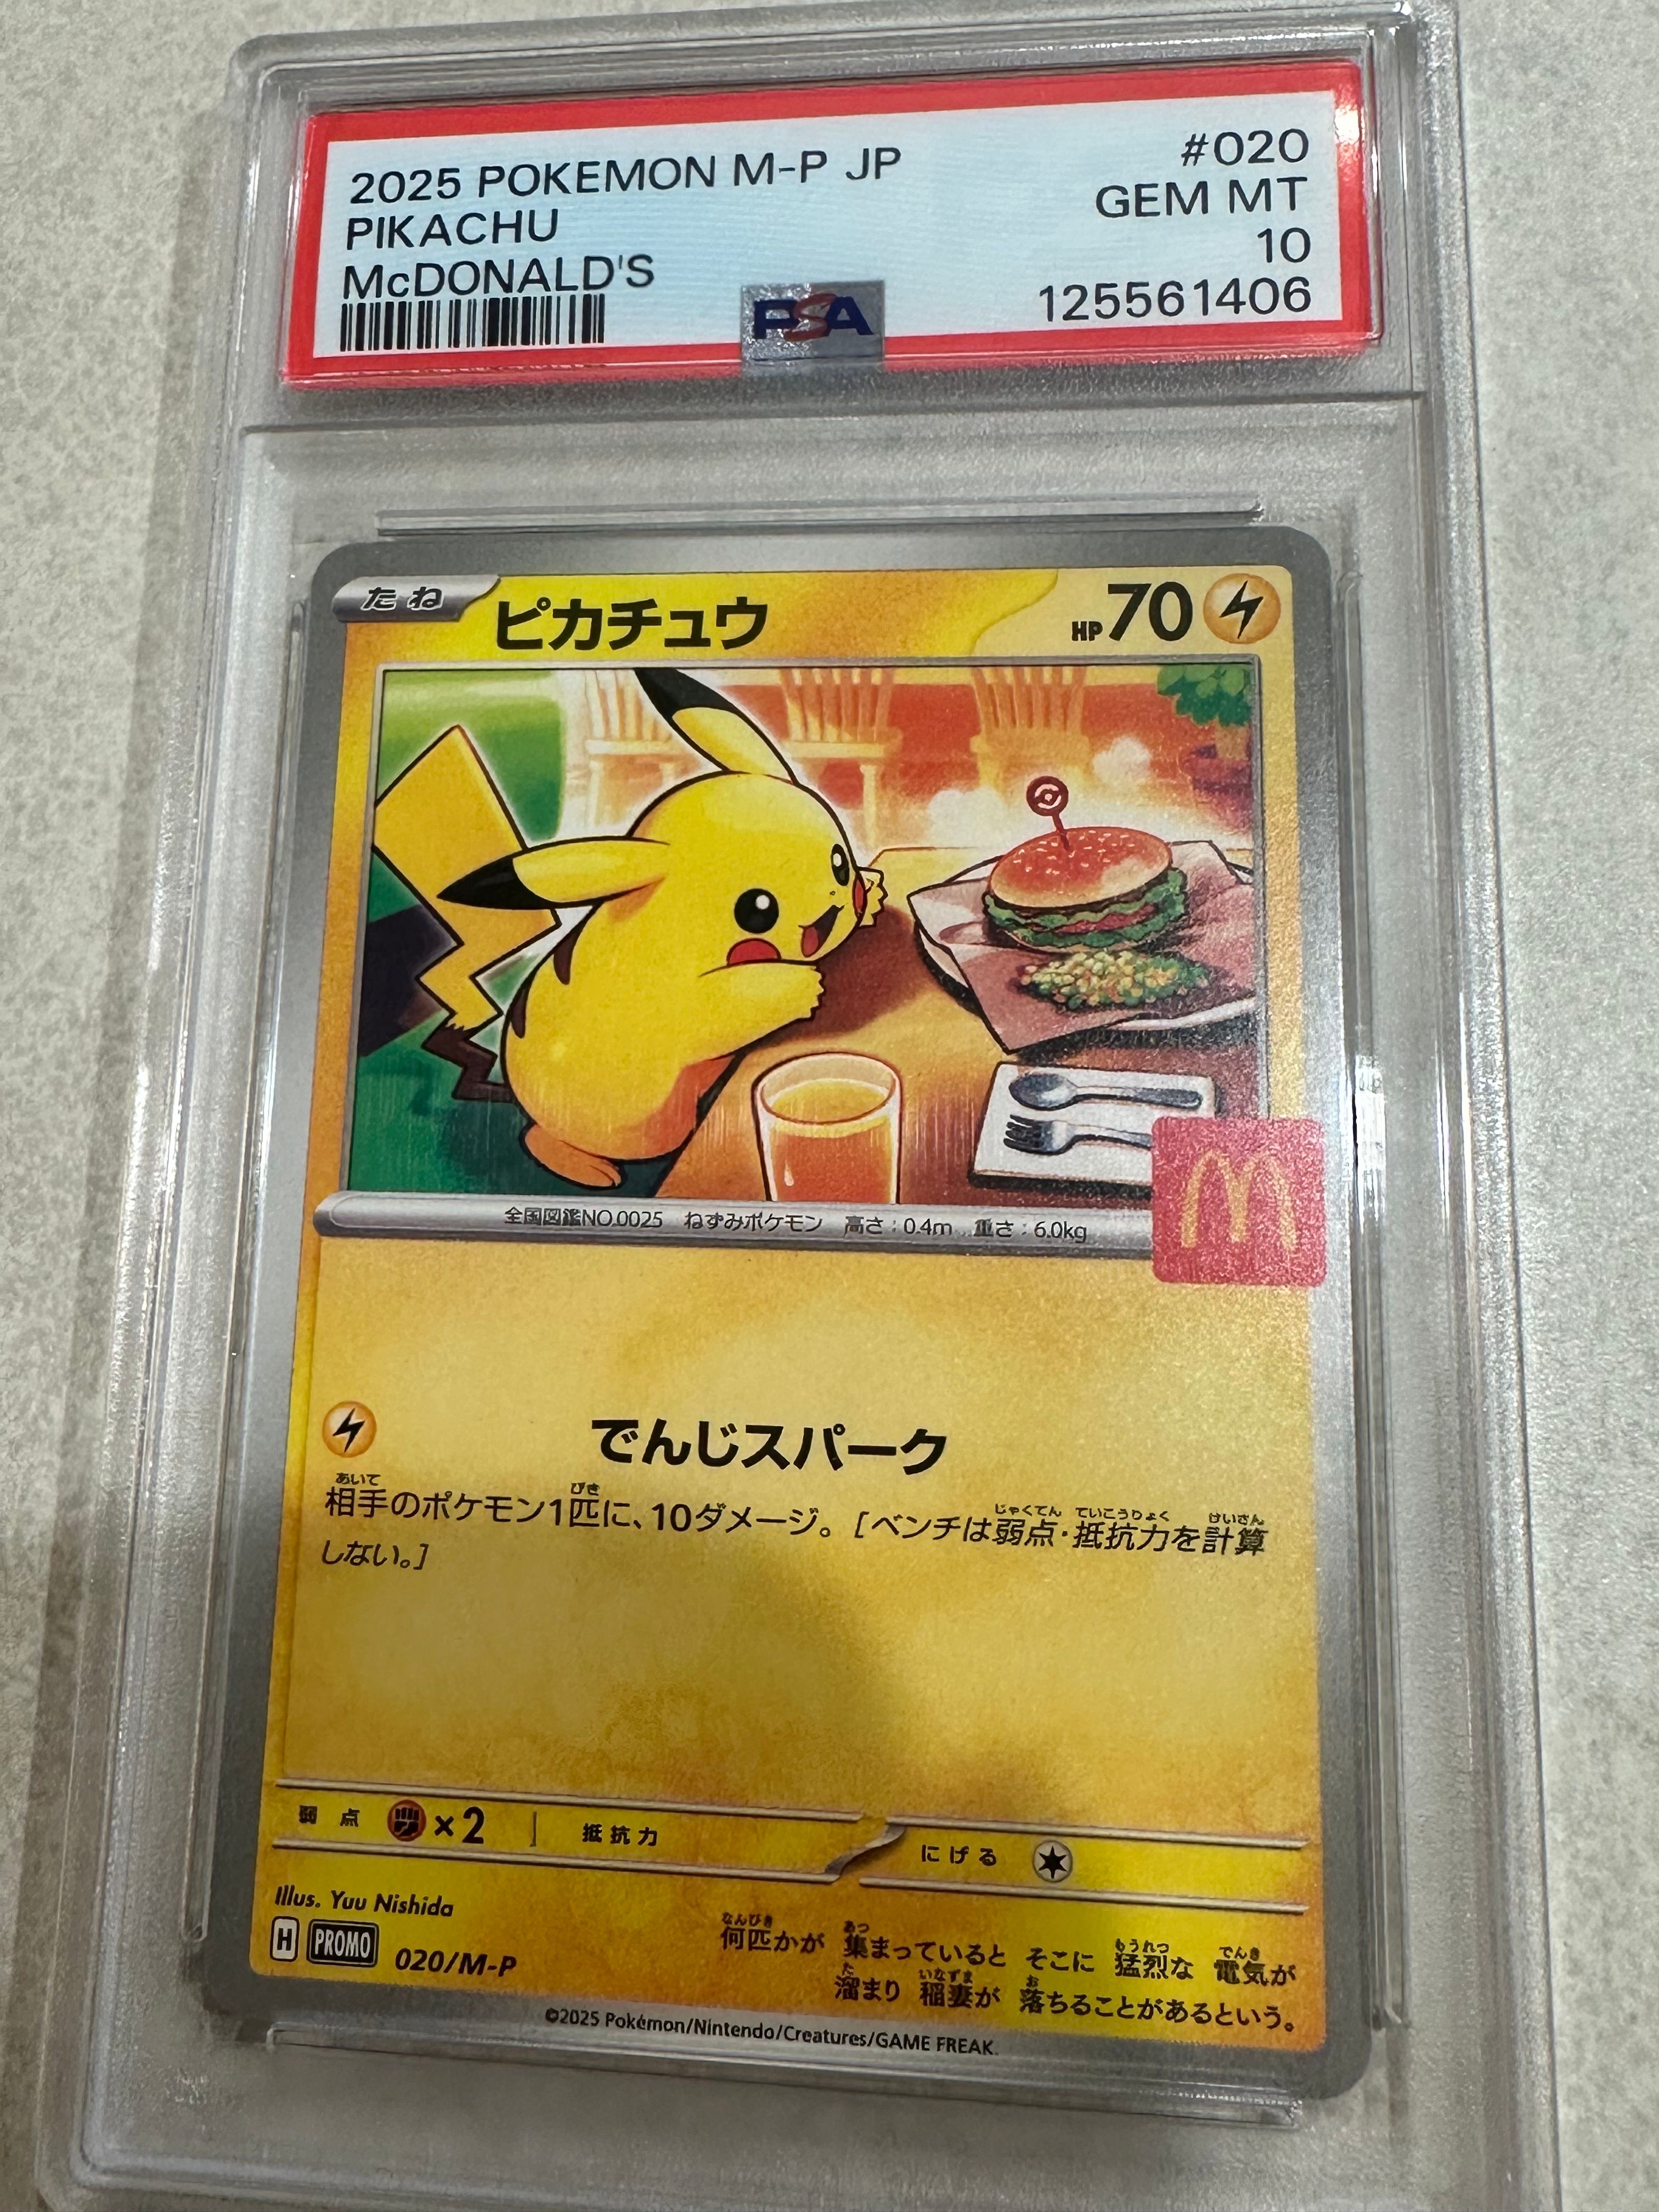 2025 POKEMON M-P JP #020
PIKACHU GEM MT
McDONALD'S 10
PSA 125561406
たね ピカチュウ HP 70
全国図鑑NO.0025 ねずみポケモン 高さ:0.4m 重さ:6.0kg
でんじスパーク
相手のポケモン1匹に、10ダメージ。[ベンチは弱点・抵抗力を計算
しない。]
弱点 ×2 抵抗力 にげる
Illus. Yuu Nishida
H PROMO 020/M-P
何匹かが 集まっていると そこに 猛烈な 電気が
溜まり 稲妻が 落ちることがあるという。
©2025 Pokémon/Nintendo/Creatures/GAME FREAK.